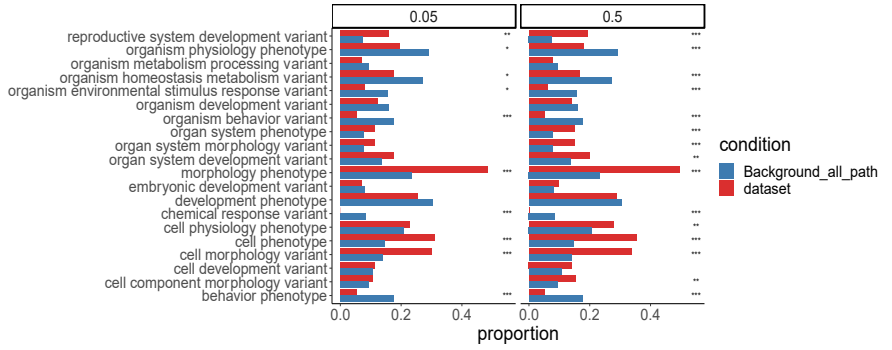 0.05 0.5
reproductive system development variant ** ***
organism physiology phenotype * ***
organism metabolism processing variant
organism homeostasis metabolism variant * ***
organism environmental stimulus response variant * ***
organism development variant
organism behavior variant *** ***
organ system phenotype ***
organ system morphology variant ***
organ system development variant **
morphology phenotype *** ***
embryonic development variant
development phenotype
chemical response variant *** ***
cell physiology phenotype **
cell phenotype *** ***
cell morphology variant *** ***
cell development variant
cell component morphology variant **
behavior phenotype *** ***
0.0 0.2 0.4 0.0 0.2 0.4
proportion
condition
Background_all_path
dataset